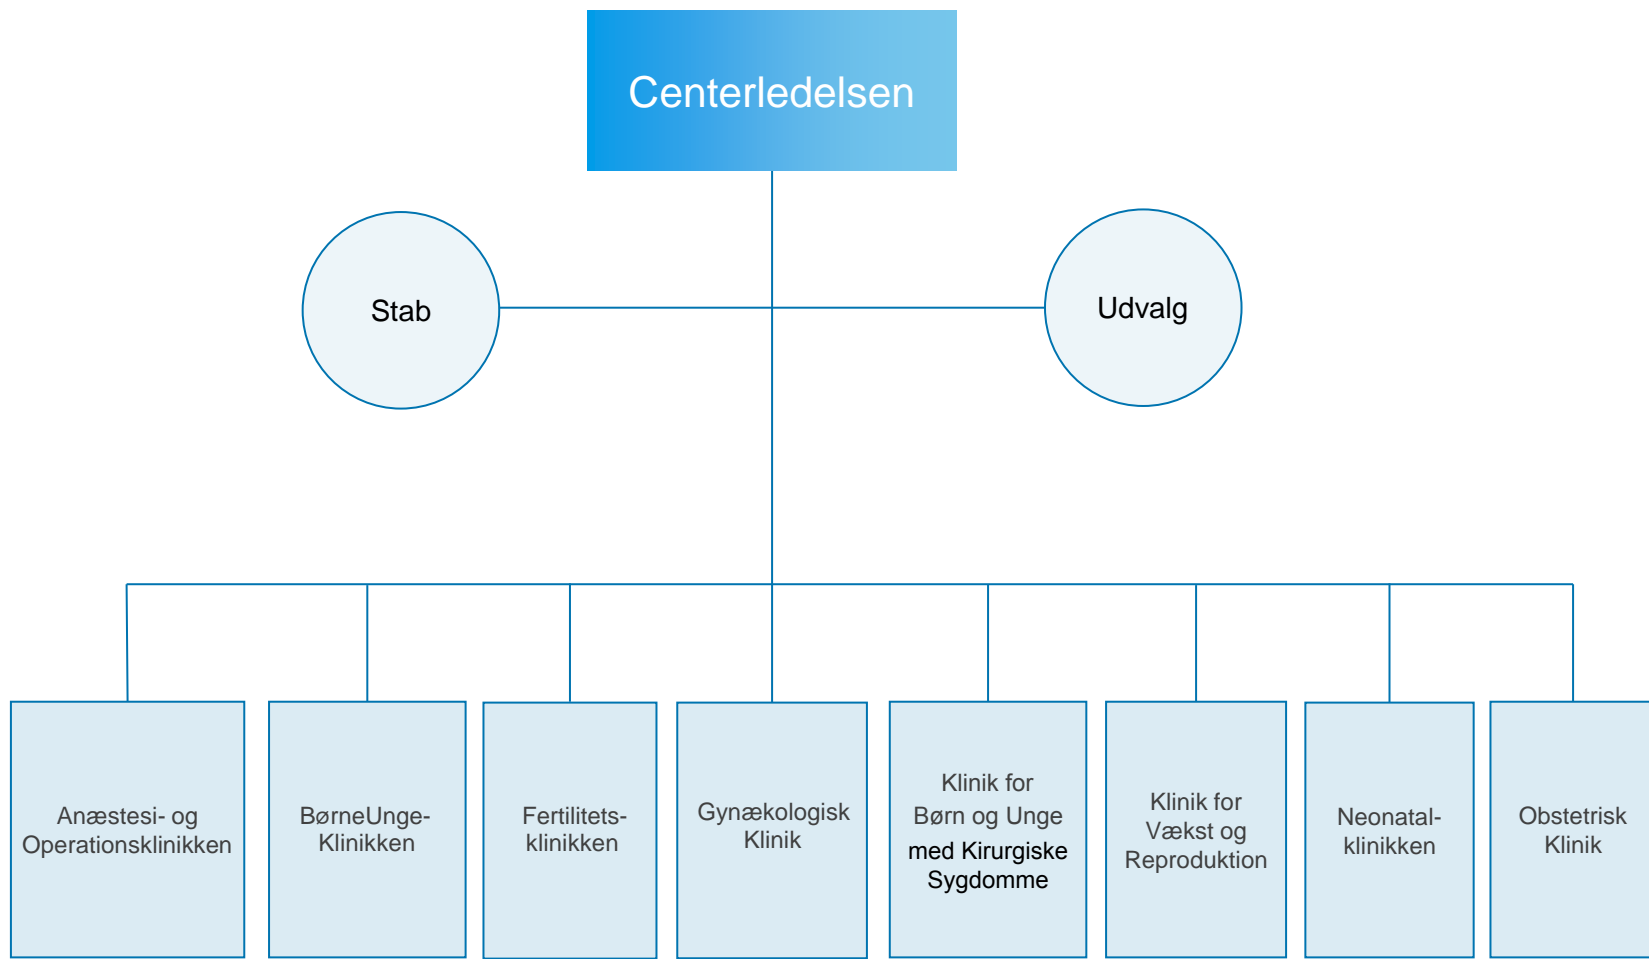 Centerledelsen
Stab
Udvalg
Anæstesi- og
Operationsklinikken
BørneUnge-
Klinikken
Fertilitets-
klinikken
Gynækologisk
Klinik
Klinik for
Børn og Unge
med Kirurgiske
Sygdomme
Klinik for
Vækst og
Reproduktion
Neonatal-
klinikken
Obstetrisk
Klinik